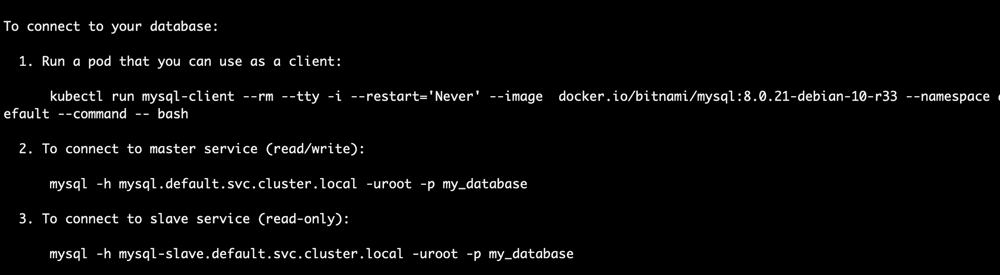 To connect to your database:
1. Run a pod that you can use as a client:
kubectl run mysql-client --rm --tty -i --restart='Never' --image  docker.io/bitnami/mysql:8.0.21-debian-10-r33 --namespace d
efault --command -- bash
2. To connect to master service (read/write):
mysql -h mysql.default.svc.cluster.local -uroot -p my_database
3. To connect to slave service (read-only):
mysql -h mysql-slave.default.svc.cluster.local -uroot -p my_database